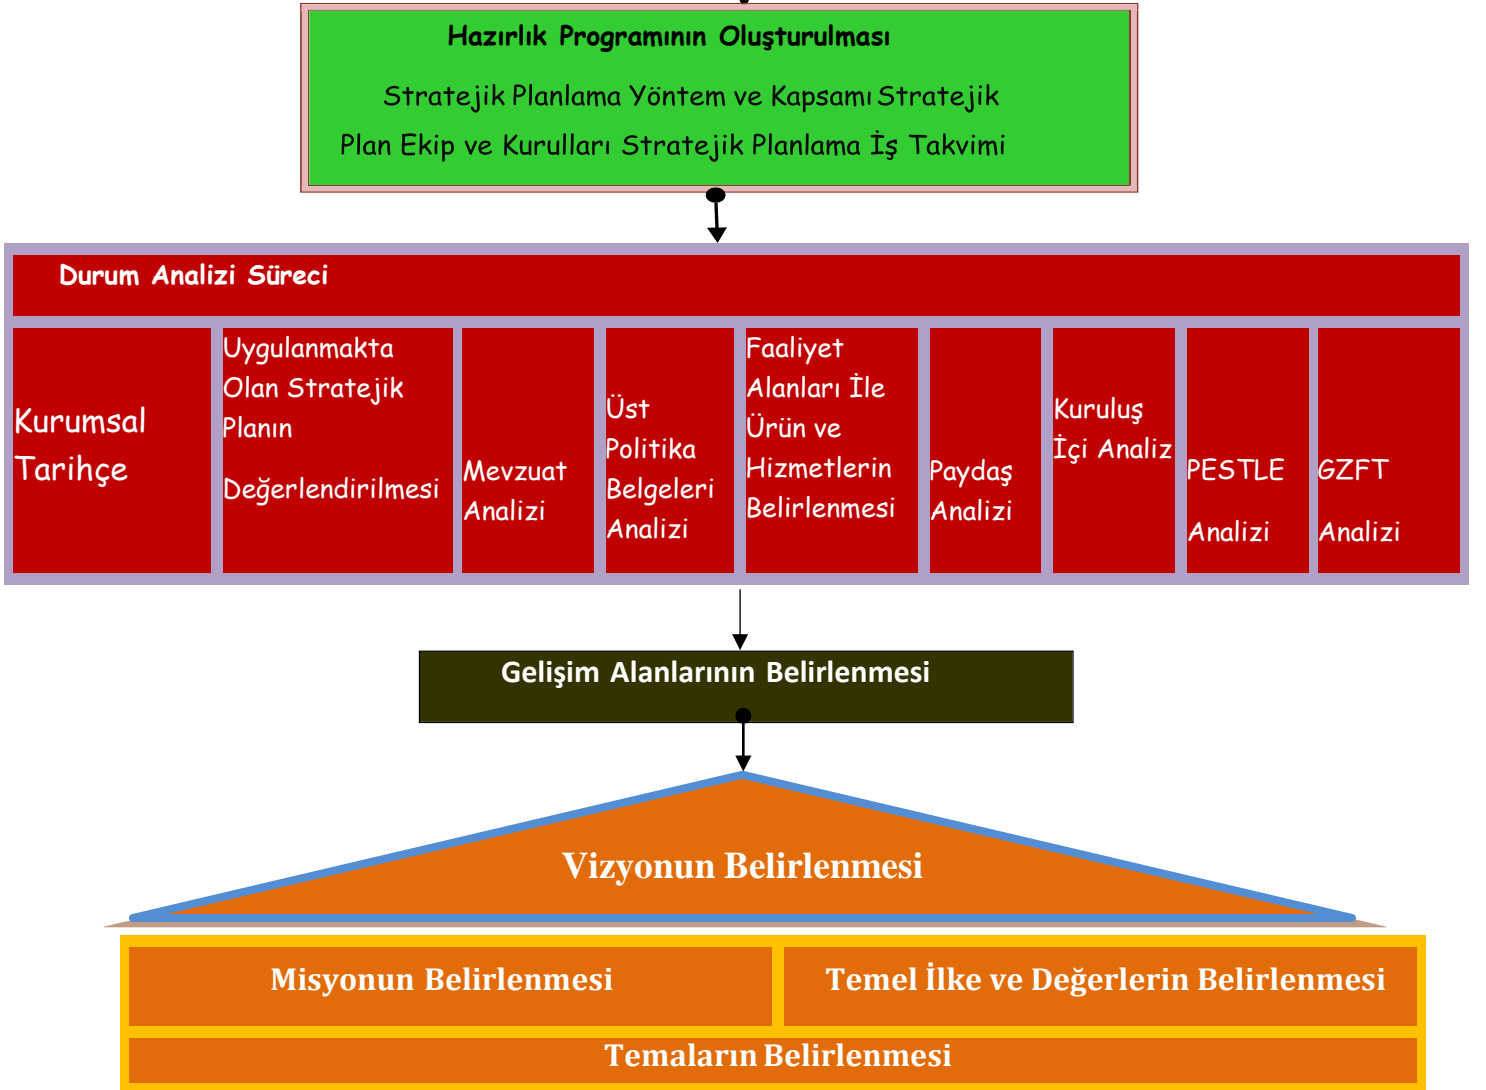 Hazırlık Programının Oluşturulması
Stratejik Planlama Yöntem ve Kapsamı Stratejik
Plan Ekip ve Kurulları Stratejik Planlama İş Takvimi
Durum Analizi Süreci
Kurumsal
Tarihçe
Uygulanmakta
Olan Stratejik
Planın
Değerlendirilmesi
Mevzuat
Analizi
Üst
Politika
Belgeleri
Analizi
Faaliyet
Alanları İle
Ürün ve
Hizmetlerin
Belirlenmesi
Paydaş
Analizi
Kuruluş
İçi Analiz
PESTLE
Analizi
GZFT
Analizi
Gelişim Alanlarının Belirlenmesi
Vizyonun Belirlenmesi
Misyonun Belirlenmesi
Temel İlke ve Değerlerin Belirlenmesi
Temaların Belirlenmesi